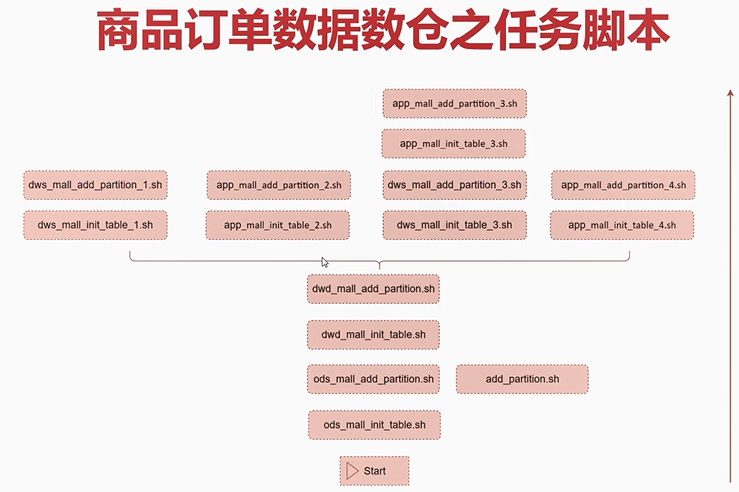 商品订单数据数仓之任务脚本
app_mall_add_partition_3.sh
app_mall_init_table_3.sh
dws_mall_add_partition_1.sh
app_mall_add_partition_2.sh
dws_mall_add_partition_3.sh
app_mall_add_partition_4.sh
dws_mall_init_table_1.sh
app_mall_init_table_2.sh
dws_mall_init_table_3.sh
app_mall_init_table_4.sh
dwd_mall_add_partition.sh
dwd_mall_init_table.sh
ods_mall_add_partition.sh
add_partition.sh
ods_mall_init_table.sh
Start